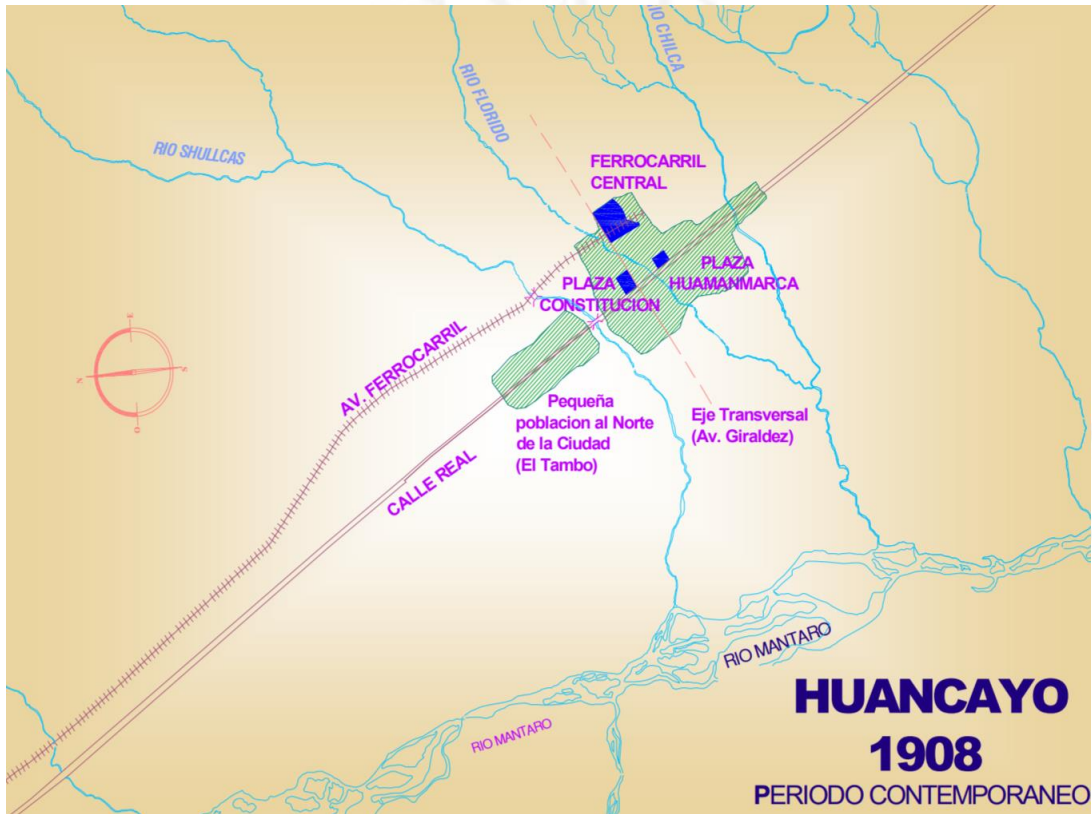 RIO CHILCA
RIO FLORIDO
RIO SHULLCAS
FERROCARRIL
CENTRAL
PLAZA
HUAMANMARCA
PLAZA
CONSTITUCION
AV. FERROCARRIL
CALLE REAL
Pequeña
poblacion al Norte
de la Ciudad
(El Tambo)
Eje Transversal
(Av. Giraldez)
RIO MANTARO
RIO MANTARO
HUANCAYO
1908
PERIODO CONTEMPORANEO